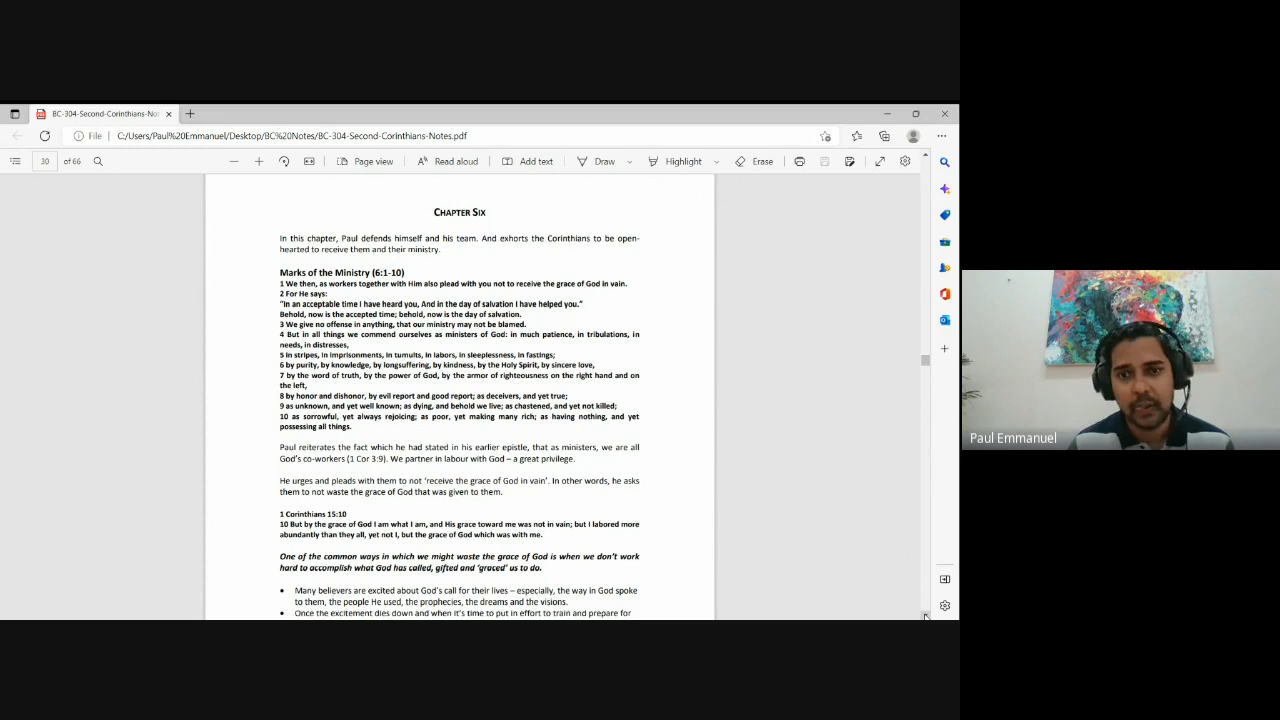 BC-304-Second-Corinthians-No
File
C:/Users/Paul%20Emmanuel/Desktop/BC%20Notes/BC-304-Second-Corinthians-Notes.pdf
30 of 66
Page view
Read aloud
Add text
Draw
Highlight
Erase
CHAPTER SIX
In this chapter, Paul defends himself and his team. And exhorts the Corinthians to be open-
hearted to receive them and their ministry.
Marks of the Ministry (6:1-10)
1 We then, as workers together with Him also plead with you not to receive the grace of God in vain.
2 For He says:
“In an acceptable time I have heard you, And in the day of salvation I have helped you.”
Behold, now is the accepted time; behold, now is the day of salvation.
3 We give no offense in anything, that our ministry may not be blamed.
4 But in all things we commend ourselves as ministers of God: in much patience, in tribulations, in
needs, in distresses,
5 in stripes, in imprisonments, in tumults, in labors, in sleeplessness, in fastings;
6 by purity, by knowledge, by longsuffering, by kindness, by the Holy Spirit, by sincere love,
7 by the word of truth, by the power of God, by the armor of righteousness on the right hand and on
the left,
8 by honor and dishonor, by evil report and good report; as deceivers, and yet true;
9 as unknown, and yet well known; as dying, and behold we live; as chastened, and yet not killed;
10 as sorrowful, yet always rejoicing; as poor, yet making many rich; as having nothing, and yet
possessing all things.
Paul reiterates the fact which he had stated in his earlier epistle, that as ministers, we are all
God’s co-workers (1 Cor 3:9). We partner in labour with God – a great privilege.
He urges and pleads with them to not ‘receive the grace of God in vain’. In other words, he asks
them to not waste the grace of God that was given to them.
1 Corinthians 15:10
10 But by the grace of God I am what I am, and His grace toward me was not in vain; but I labored more
abundantly than they all, yet not I, but the grace of God which was with me.
One of the common ways in which we might waste the grace of God is when we don’t work
hard to accomplish what God has called, gifted and ‘graced’ us to do.
• Many believers are excited about God’s call for their lives – especially, the way in God spoke
to them, the people He used, the prophecies, the dreams and the visions.
• Once the excitement dies down and when it’s time to put in effort to train and prepare for
Paul Emmanuel